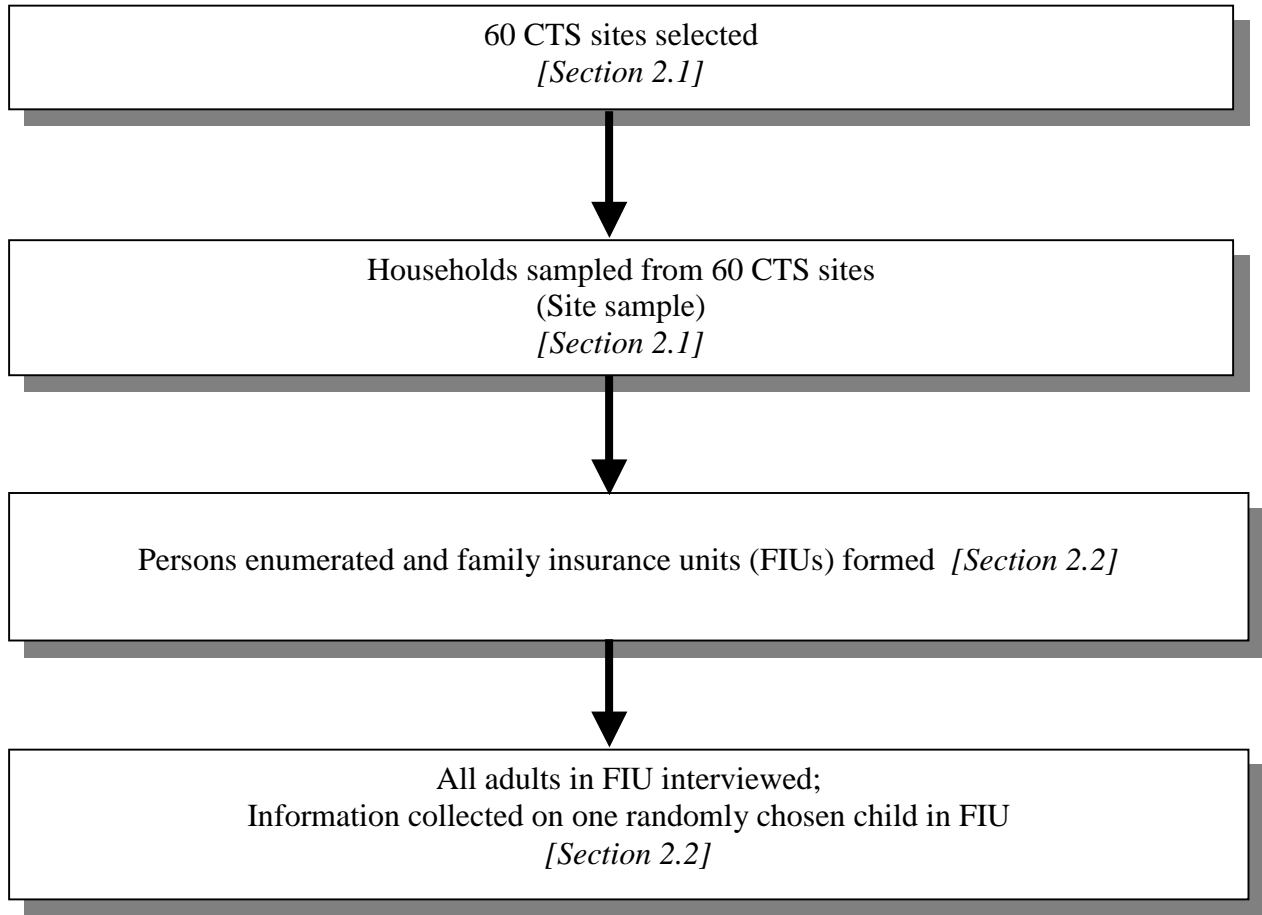 60 CTS sites selected
[Section 2.1]
Households sampled from 60 CTS sites
(Site sample)
[Section 2.1]
Persons enumerated and family insurance units (FIUs) formed [Section 2.2]
All adults in FIU interviewed;
Information collected on one randomly chosen child in FIU
[Section 2.2]